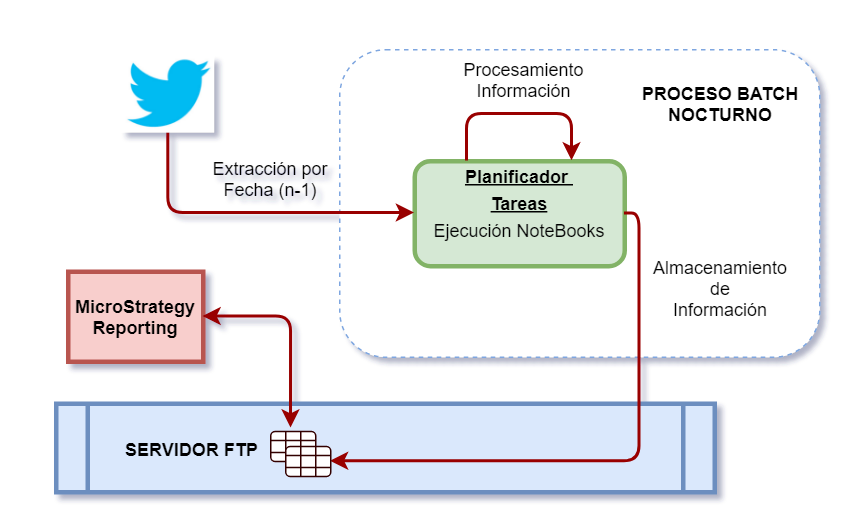 Procesamiento
Información
PROCESO BATCH
NOCTURNO
Extracción por
Fecha (n-1)
Planificador
Tareas
Ejecución NoteBooks
Almacenamiento
de
Información
MicroStrategy
Reporting
SERVIDOR FTP